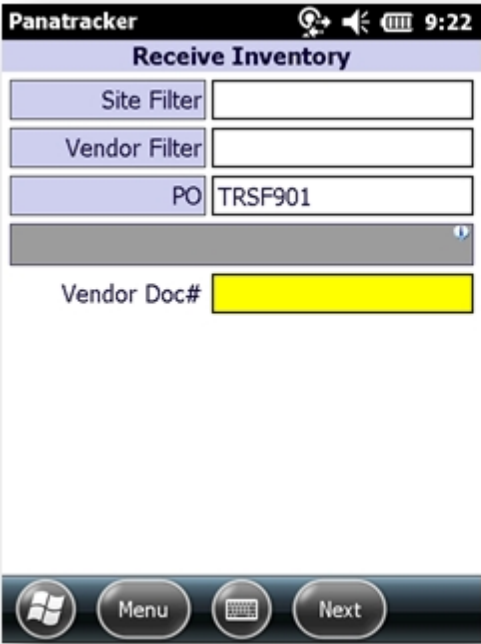 Panatracker 9:22
Receive Inventory
Site Filter
Vendor Filter
PO TRSF901
Vendor Doc#
Menu Next